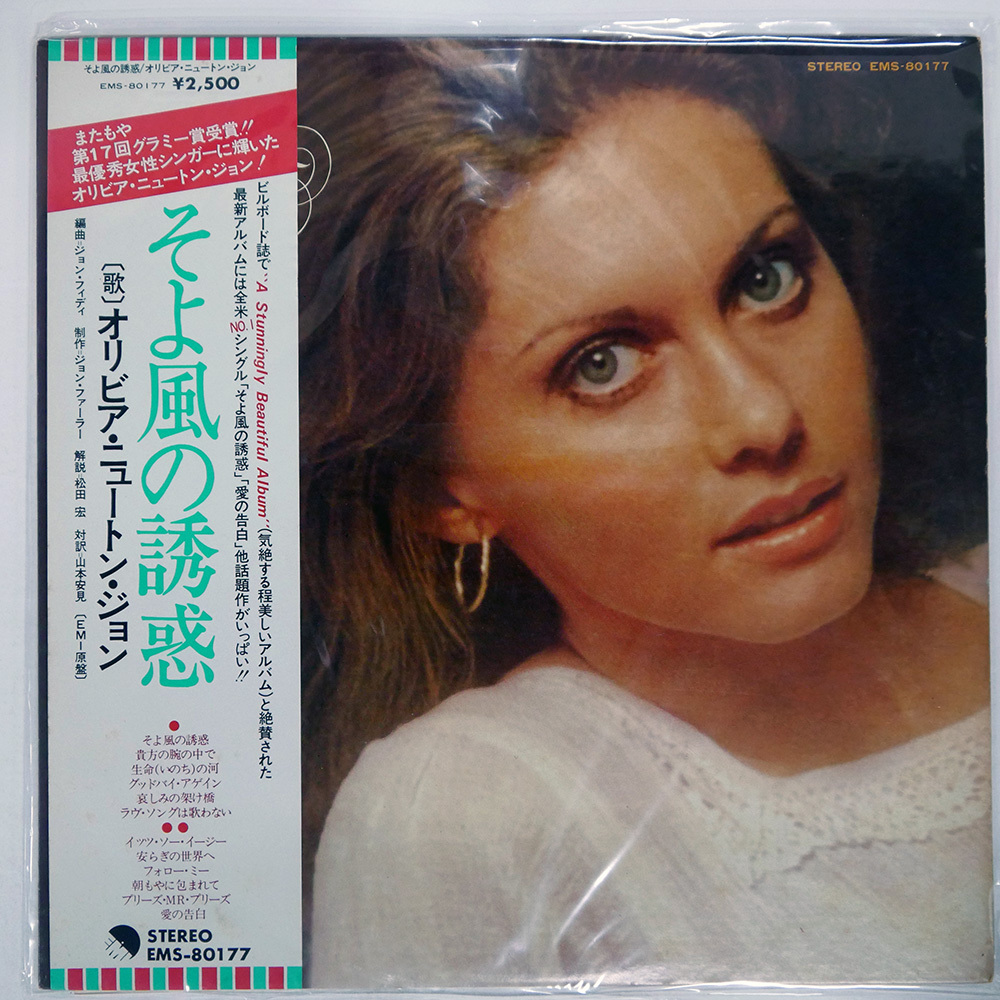 そよ風の誘惑/オリビア・ニュートン・ジョン
EMS-80177 ¥2,500
またもや
第17回グラミー賞受賞!!
最優秀女性シンガーに輝いた
オリビア・ニュートン・ジョン!
ビルボード誌で、"A Stunningly Beautiful Album"(気絶する程美しいアルバム)と絶賛された
最新アルバムには全米NO.1シングル「そよ風の誘惑」「愛の告白」他話題作がいっぱい!!
そよ風の誘惑
〔歌〕オリビア・ニュートン・ジョン
編曲=ジョン・フィディ 制作=ジョン・ファーラー 解説=松田 宏 対訳=山本安見 〔EMI原盤〕
●
そよ風の誘惑
貴方の腕の中で
生命(いのち)の河
グッドバイ・アゲイン
哀しみの架け橋
ラヴ・ソングは歌わない
●●
イッツ・ソー・イージー
安らぎの世界へ
フォロー・ミー
朝もやに包まれて
プリーズ・MR・プリーズ
愛の告白
STEREO
EMS-80177
STEREO EMS-80177